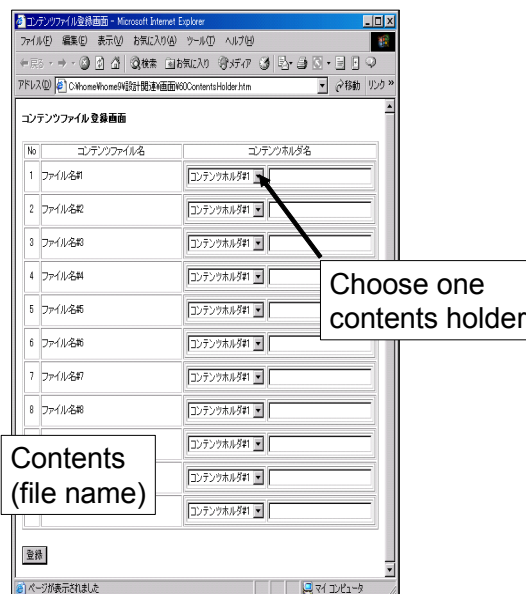 コンテンツファイル登録画面 - Microsoft Internet Explorer
ファイル(F) 編集(E) 表示(V) お気に入り(A) ツール(T) ヘルプ(H)
戻る 検索 お気に入り メディア
アドレス(D) C:\home\home9\設計関連\画面\60ContentsHolder.htm 移動 リンク »
コンテンツファイル登録画面
No コンテンツファイル名 コンテンツホルダ名
1 ファイル名#1 コンテンツホルダ#1
2 ファイル名#2 コンテンツホルダ#1
3 ファイル名#3 コンテンツホルダ#1
4 ファイル名#4 コンテンツホルダ#1
Choose one
contents holder
5 ファイル名#5 コンテンツホルダ#1
6 ファイル名#6 コンテンツホルダ#1
7 ファイル名#7 コンテンツホルダ#1
8 ファイル名#8 コンテンツホルダ#1
Contents
(file name)
コンテンツホルダ#1
コンテンツホルダ#1
コンテンツホルダ#1
登録
ページが表示されました マイ コンピュータ